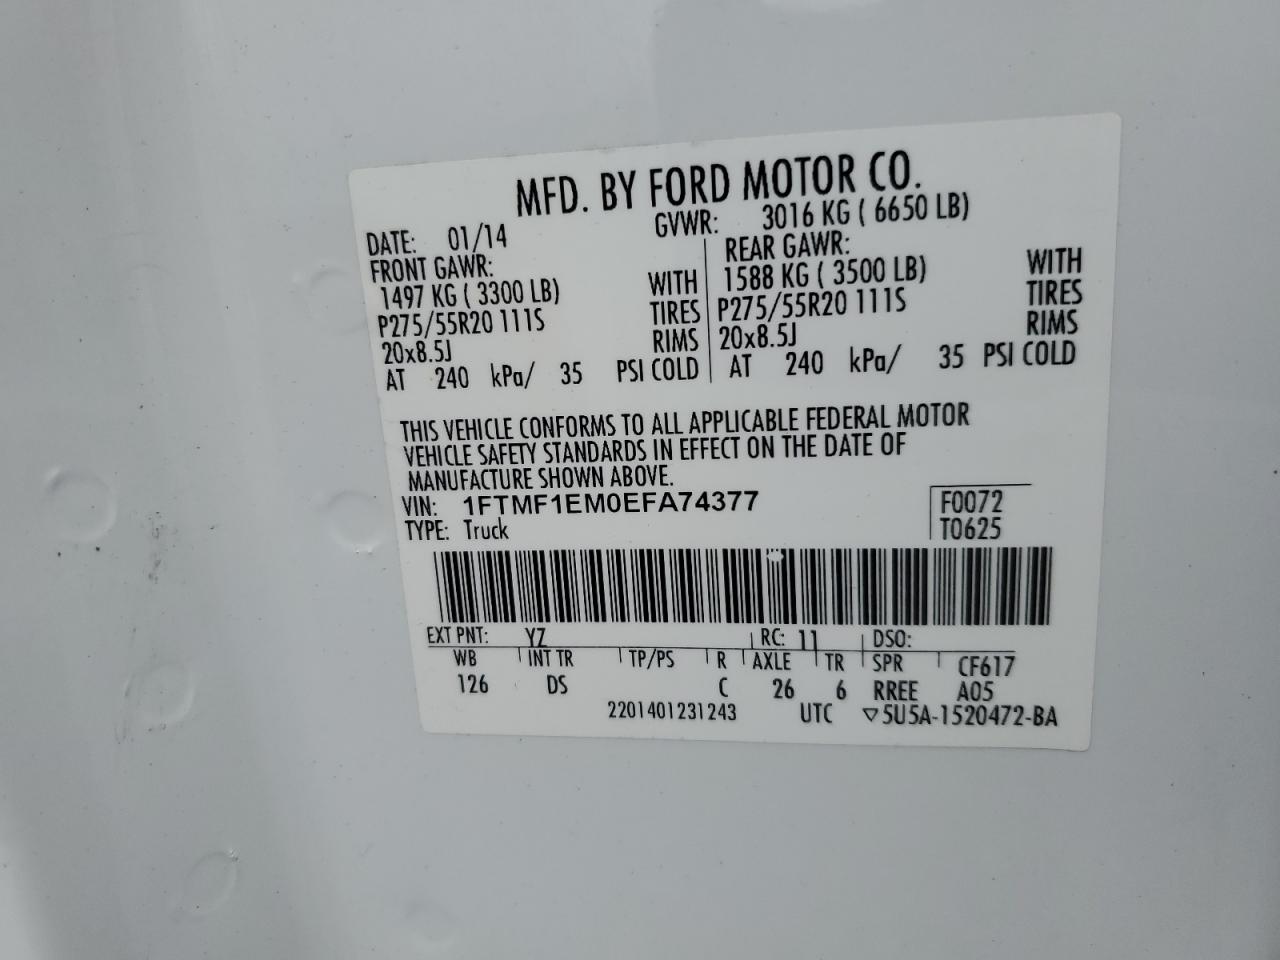 MFD. BY FORD MOTOR CO.
DATE: 01/14 GVWR: 3016 KG ( 6650 LB)
FRONT GAWR: REAR GAWR:
1497 KG ( 3300 LB) WITH 1588 KG ( 3500 LB) WITH
P275/55R20 111S TIRES P275/55R20 111S TIRES
20x8.5J RIMS 20x8.5J RIMS
AT 240 kPa/ 35 PSI COLD AT 240 kPa/ 35 PSI COLD
THIS VEHICLE CONFORMS TO ALL APPLICABLE FEDERAL MOTOR
VEHICLE SAFETY STANDARDS IN EFFECT ON THE DATE OF
MANUFACTURE SHOWN ABOVE.
VIN: 1FTMF1EM0EFA74377 F0072
TYPE: Truck T0625
EXT PNT: YZ RC: 11 DSO:
WB INT TR TP/PS R AXLE TR SPR CF617
126 DS C 26 6 RREE A05
2201401231243 UTC ▽5U5A-1520472-BA